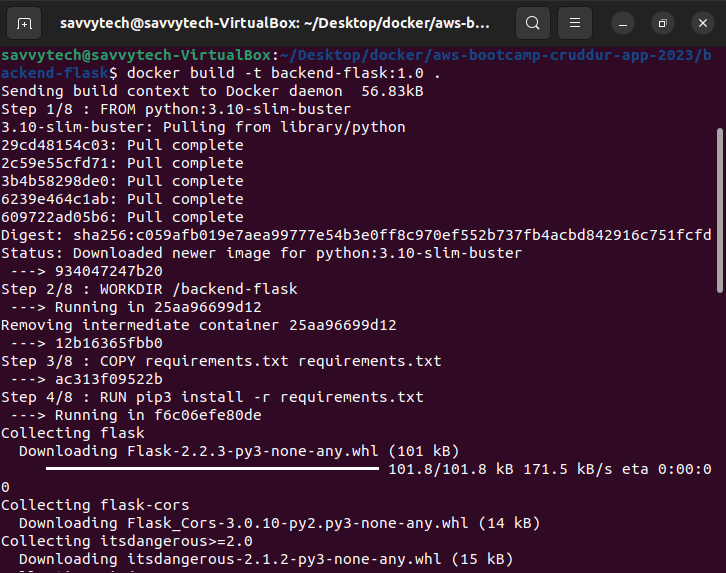 savvytech@savvytech-VirtualBox: ~/Desktop/docker/aws-b...
savvytech@savvytech-VirtualBox:~/Desktop/docker/aws-bootcamp-cruddur-app-2023/b
ackend-flask$ docker build -t backend-flask:1.0 .
Sending build context to Docker daemon  56.83kB
Step 1/8 : FROM python:3.10-slim-buster
3.10-slim-buster: Pulling from library/python
29cd48154c03: Pull complete
2c59e55cfd71: Pull complete
3b4b58298de0: Pull complete
6239e464c1ab: Pull complete
609722ad05b6: Pull complete
Digest: sha256:c059afb019e7aea99777e54b3e0ff8c970ef552b737fb4acbd842916c751fcfd
Status: Downloaded newer image for python:3.10-slim-buster
 ---> 934047247b20
Step 2/8 : WORKDIR /backend-flask
 ---> Running in 25aa96699d12
Removing intermediate container 25aa96699d12
 ---> 12b16365fbb0
Step 3/8 : COPY requirements.txt requirements.txt
 ---> ac313f09522b
Step 4/8 : RUN pip3 install -r requirements.txt
 ---> Running in f6c06efe80de
Collecting flask
  Downloading Flask-2.2.3-py3-none-any.whl (101 kB)
101.8/101.8 kB 171.5 kB/s eta 0:00:0
0
Collecting flask-cors
  Downloading Flask_Cors-3.0.10-py2.py3-none-any.whl (14 kB)
Collecting itsdangerous>=2.0
  Downloading itsdangerous-2.1.2-py3-none-any.whl (15 kB)